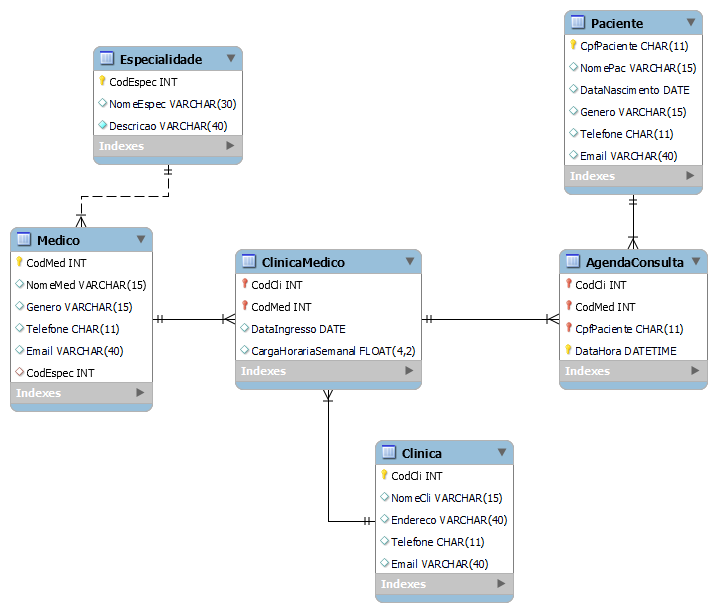 Especialidade
CodEspec INT
NomeEspec VARCHAR(30)
Descricao VARCHAR(40)
Indexes
Paciente
CpfPaciente CHAR(11)
NomePac VARCHAR(15)
DataNascimento DATE
Genero VARCHAR(15)
Telefone CHAR(11)
Email VARCHAR(40)
Indexes
Medico
CodMed INT
NomeMed VARCHAR(15)
Genero VARCHAR(15)
Telefone CHAR(11)
Email VARCHAR(40)
CodEspec INT
Indexes
ClinicaMedico
CodCli INT
CodMed INT
DataIngresso DATE
CargaHorariaSemanal FLOAT(4,2)
Indexes
AgendaConsulta
CodCli INT
CodMed INT
CpfPaciente CHAR(11)
DataHora DATETIME
Indexes
Clinica
CodCli INT
NomeCli VARCHAR(15)
Endereco VARCHAR(40)
Telefone CHAR(11)
Email VARCHAR(40)
Indexes